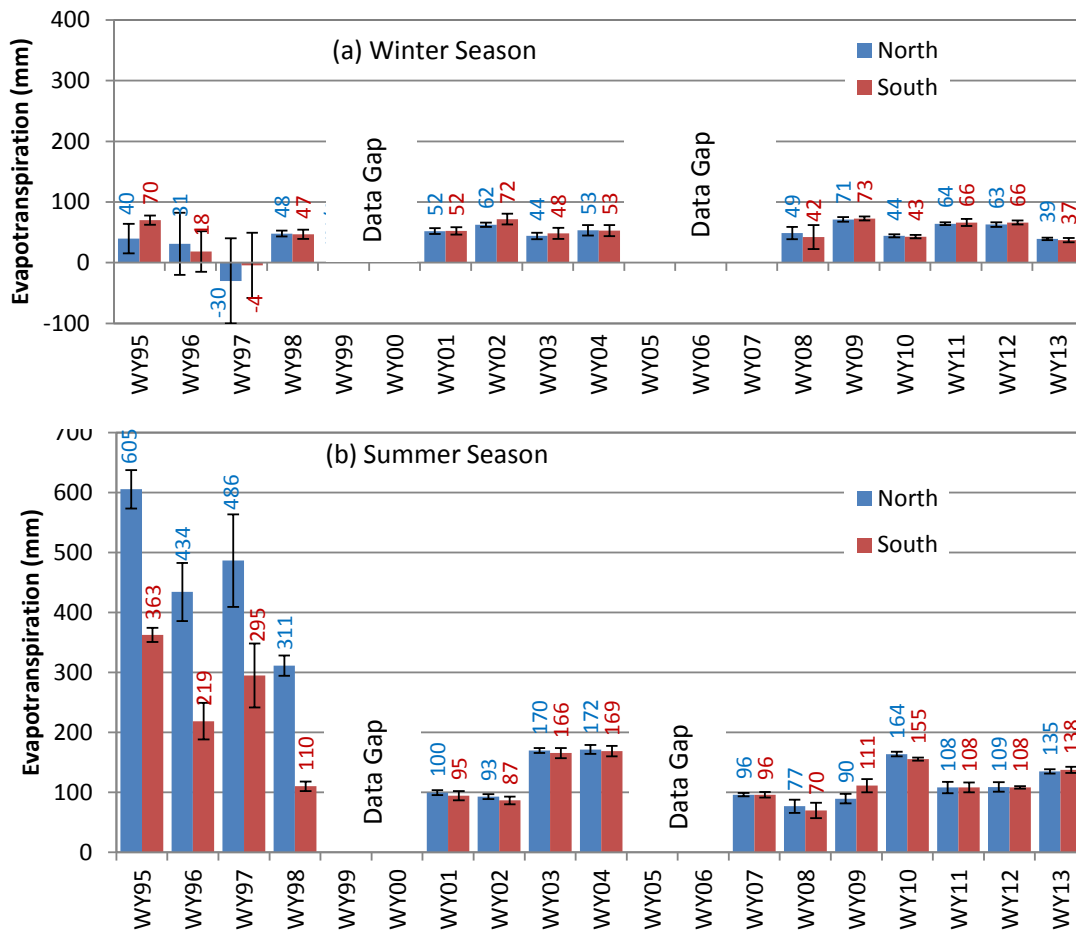 400
300
200
100
0
-100
Evapotranspiration (mm)
(a) Winter Season
North
South
40
70
31
18
-30
-4
48
47
Data Gap
52
52
62
72
44
48
53
53
Data Gap
49
42
71
73
44
43
64
66
63
66
39
37
WY95
WY96
WY97
WY98
WY99
WY00
WY01
WY02
WY03
WY04
WY05
WY06
WY07
WY08
WY09
WY10
WY11
WY12
WY13
700
600
500
400
300
200
100
0
Evapotranspiration (mm)
(b) Summer Season
North
South
605
363
434
219
486
295
311
110
Data Gap
100
95
93
87
170
166
172
169
Data Gap
96
96
77
70
90
111
164
155
108
108
109
108
135
138
WY95
WY96
WY97
WY98
WY99
WY00
WY01
WY02
WY03
WY04
WY05
WY06
WY07
WY08
WY09
WY10
WY11
WY12
WY13